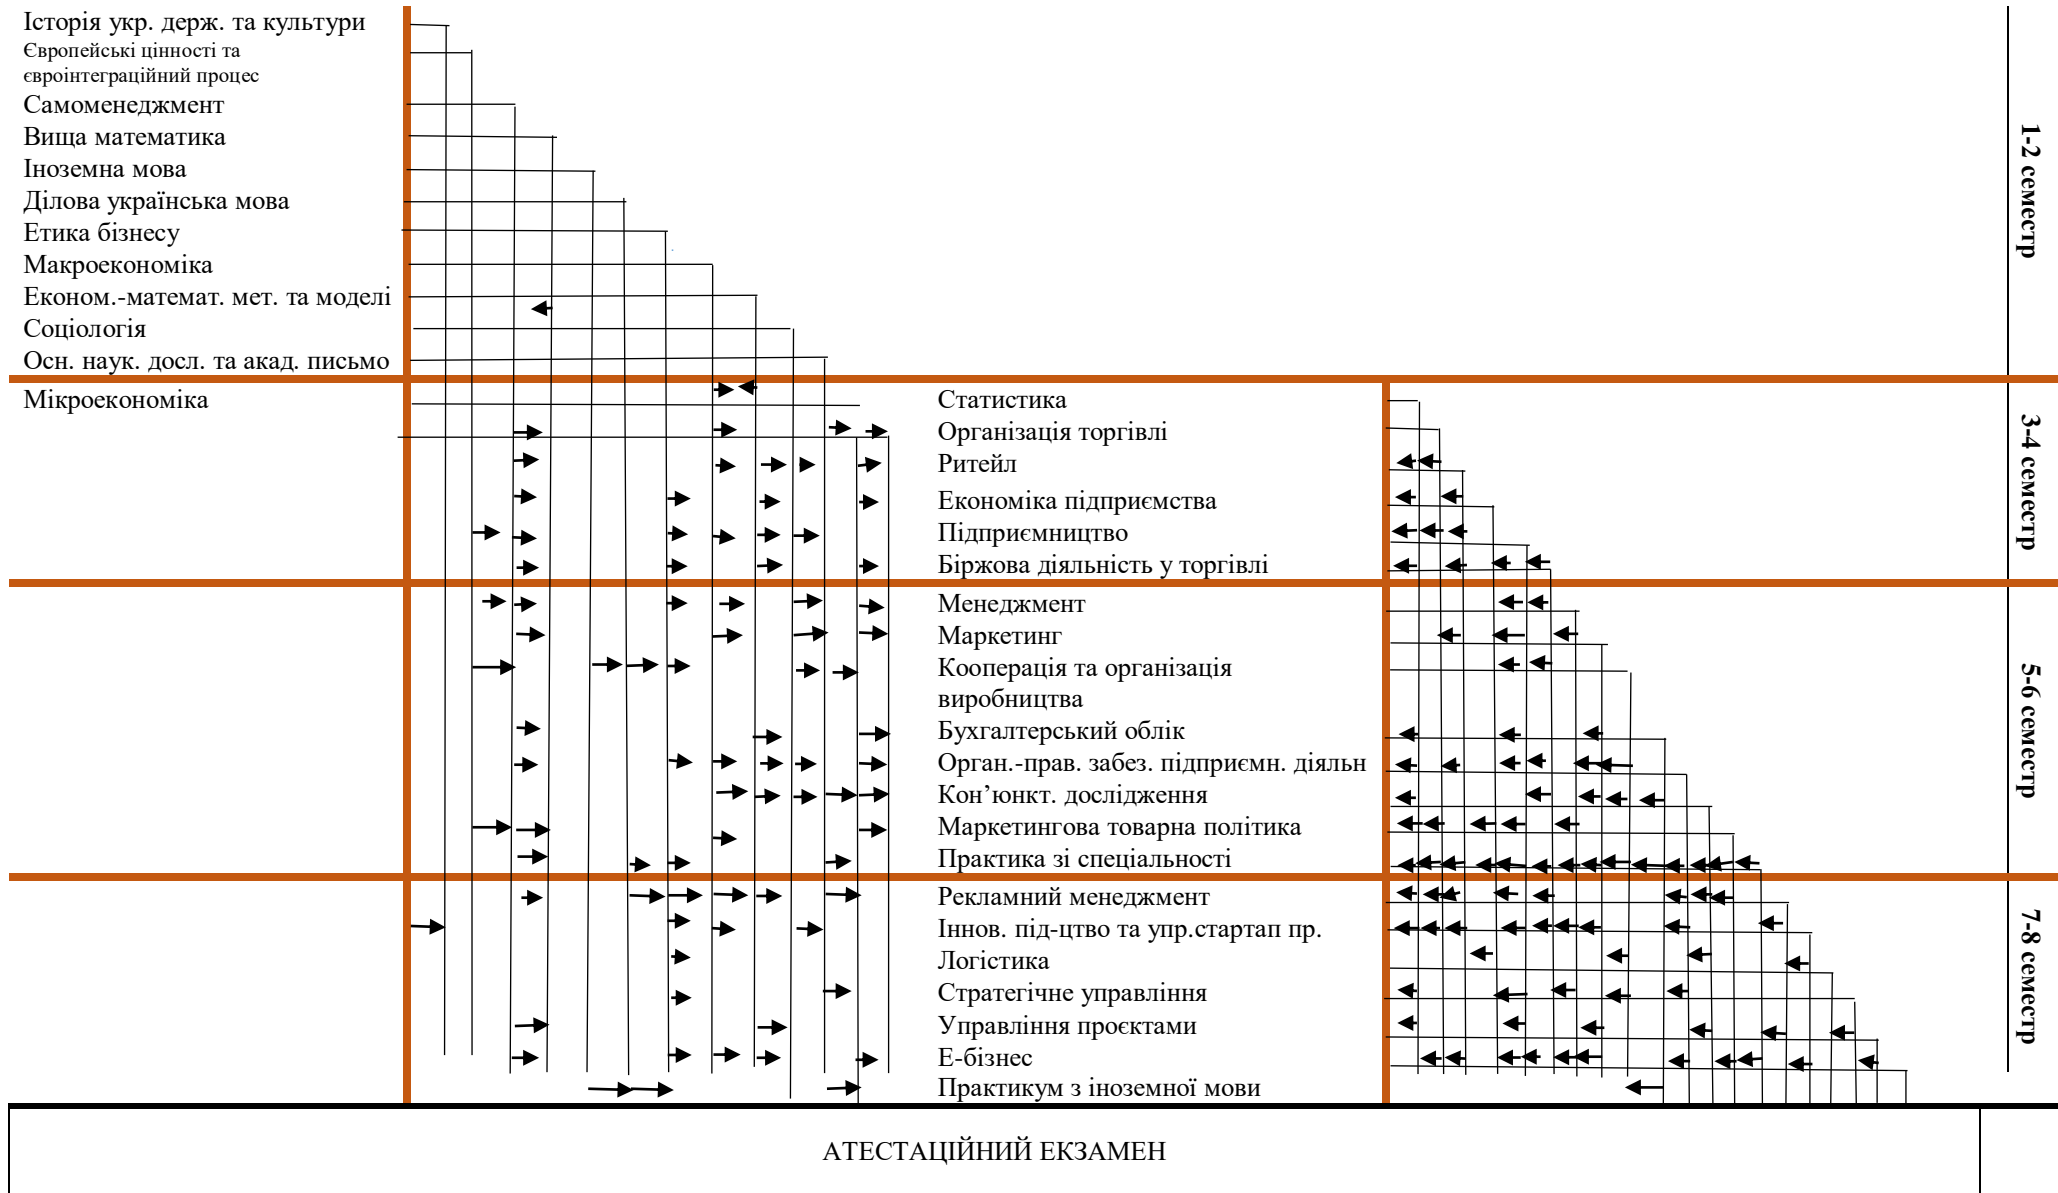 Історія укр. держ. та культури
Європейські цінності та
євроінтеграційний процес
Самоменеджмент
Вища математика
Іноземна мова
Ділова українська мова
Етика бізнесу
Макроекономіка
Економ.-математ. мет. та моделі
Соціологія
Осн. наук. досл. та акад. письмо
1-2 семестр
Мікроекономіка
Статистика
Організація торгівлі
Ритейл
Економіка підприємства
Підприємництво
Біржова діяльність у торгівлі
3-4 семестр
Менеджмент
Маркетинг
Кооперація та організація
виробництва
Бухгалтерський облік
Орган.-прав. забез. підприємн. діяльн
Кон’юнкт. дослідження
Маркетингова товарна політика
Практика зі спеціальності
5-6 семестр
Рекламний менеджмент
Іннов. під-цтво та упр.стартап пр.
Логістика
Стратегічне управління
Управління проєктами
Е-бізнес
Практикум з іноземної мови
7-8 семестр
АТЕСТАЦІЙНИЙ ЕКЗАМЕН